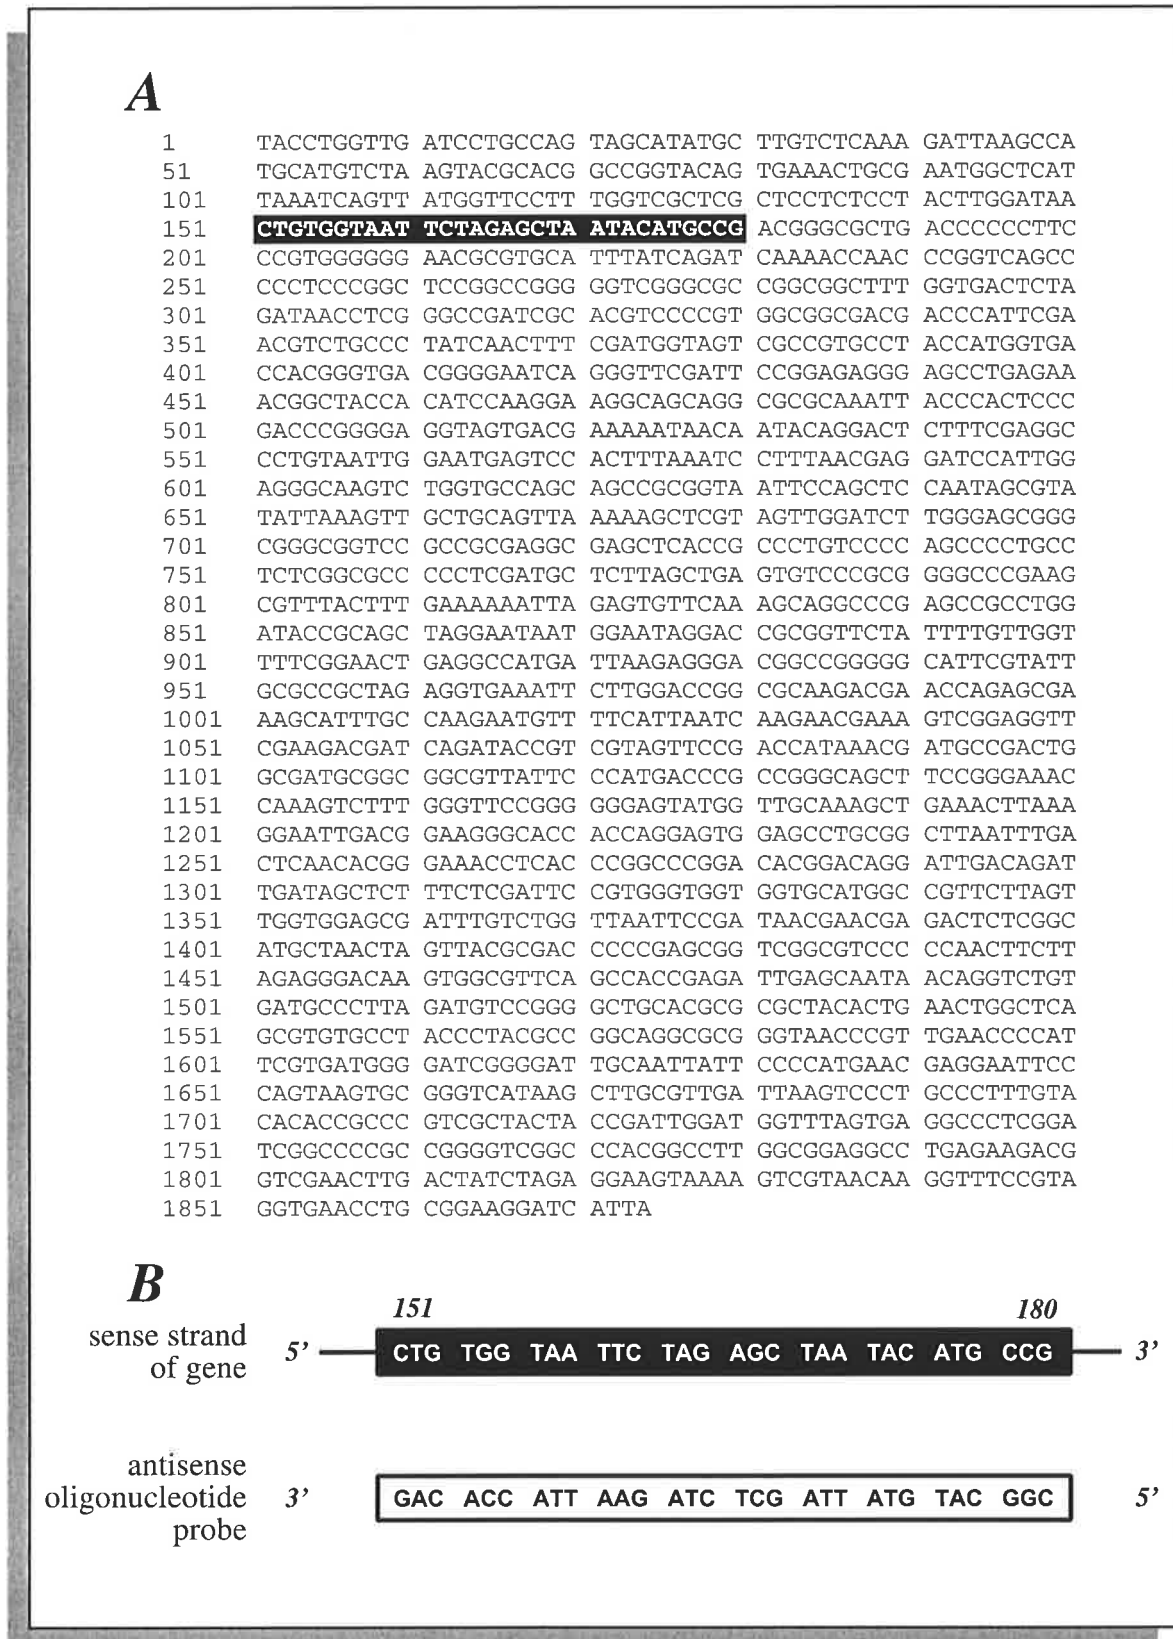 A
1 TACCTGGTTG ATCCTGCCAG TAGCATATGC TTGTCTCAAA GATTAAGCCA
51 TGCATGTCTA AGTACGCACG GCCGGTACAG TGAAACTGCG AATGGCTCAT
101 TAAATCAGTT ATGGTTCCTT TGGTCGCTCG CTCCTCTCCT ACTTGGATAA
151 CTGTGGTAAT TCTAGAGCTA ATACATGCCG ACGGGCGCTG ACCCCCCTTC
201 CCGTGGGGGG AACGCGTGCA TTTATCAGAT CAAAACCAAC CCGGTCAGCC
251 CCCTCCCGGC TCCGGCCGGG GGTCGGGCGC CGGCGGCTTT GGTGACTCTA
301 GATAACCTCG GGCCGATCGC ACGTCCCCGT GGCGGCGACG ACCCATTCGA
351 ACGTCTGCCC TATCAACTTT CGATGGTAGT CGCCGTGCCT ACCATGGTGA
401 CCACGGGTGA CGGGGAATCA GGGTTCGATT CCGGAGAGGG AGCCTGAGAA
451 ACGGCTACCA CATCCAAGGA AGGCAGCAGG CGCGCAAATT ACCCACTCCC
501 GACCCGGGGA GGTAGTGACG AAAAATAACA ATACAGGACT CTTTCGAGGC
551 CCTGTAATTG GAATGAGTCC ACTTTAAATC CTTTAACGAG GATCCATTGG
601 AGGGCAAGTC TGGTGCCAGC AGCCGCGGTA ATTCCAGCTC CAATAGCGTA
651 TATTAAAGTT GCTGCAGTTA AAAAGCTCGT AGTTGGATCT TGGGAGCGGG
701 CGGGCGGTCC GCCGCGAGGC GAGCTCACCG CCCTGTCCCC AGCCCCTGCC
751 TCTCGGCGCC CCCTCGATGC TCTTAGCTGA GTGTCCCGCG GGGCCCGAAG
801 CGTTTACTTT GAAAAAATTA GAGTGTTCAA AGCAGGCCCG AGCCGCCTGG
851 ATACCGCAGC TAGGAATAAT GGAATAGGAC CGCGGTTCTA TTTTGTTGGT
901 TTTCGGAACT GAGGCCATGA TTAAGAGGGA CGGCCGGGGG CATTCGTATT
951 GCGCCGCTAG AGGTGAAATT CTTGGACCGG CGCAAGACGA ACCAGAGCGA
1001 AAGCATTTGC CAAGAATGTT TTCATTAATC AAGAACGAAA GTCGGAGGTT
1051 CGAAGACGAT CAGATACCGT CGTAGTTCCG ACCATAAACG ATGCCGACTG
1101 GCGATGCGGC GGCGTTATTC CCATGACCCG CCGGGCAGCT TCCGGGAAAC
1151 CAAAGTCTTT GGGTTCCGGG GGGAGTATGG TTGCAAAGCT GAAACTTAAA
1201 GGAATTGACG GAAGGGCACC ACCAGGAGTG GAGCCTGCGG CTTAATTTGA
1251 CTCAACACGG GAAACCTCAC CCGGCCCGGA CACGGACAGG ATTGACAGAT
1301 TGATAGCTCT TTCTCGATTC CGTGGGTGGT GGTGCATGGC CGTTCTTAGT
1351 TGGTGGAGCG ATTTGTCTGG TTAATTCCGA TAACGAACGA GACTCTCGGC
1401 ATGCTAACTA GTTACGCGAC CCCCGAGCGG TCGGCGTCCC CCAACTTCTT
1451 AGAGGGACAA GTGGCGTTCA GCCACCGAGA TTGAGCAATA ACAGGTCTGT
1501 GATGCCCTTA GATGTCCGGG GCTGCACGCG CGCTACACTG AACTGGCTCA
1551 GCGTGTGCCT ACCCTACGCC GGCAGGCGCG GGTAACCCGT TGAACCCCAT
1601 TCGTGATGGG GATCGGGGAT TGCAATTATT CCCCATGAAC GAGGAATTCC
1651 CAGTAAGTGC GGGTCATAAG CTTGCGTTGA TTAAGTCCCT GCCCTTTGTA
1701 CACACCGCCC GTCGCTACTA CCGATTGGAT GGTTTAGTGA GGCCCTCGGA
1751 TCGGCCCCGC CGGGGTCGGC CCACGGCCTT GGCGGAGGCC TGAGAAGACG
1801 GTCGAACTTG ACTATCTAGA GGAAGTAAAA GTCGTAACAA GGTTTCCGTA
1851 GGTGAACCTG CGGAAGGATC ATTA
B
151 180
sense strand
of gene
5’ CTG TGG TAA TTC TAG AGC TAA TAC ATG CCG 3’
antisense
oligonucleotide
probe
3’ GAC ACC ATT AAG ATC TCG ATT ATG TAC GGC 5’